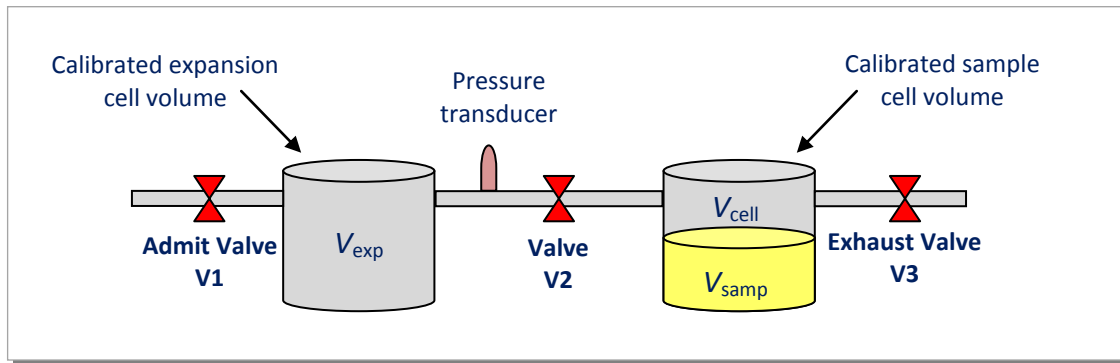 Calibrated expansion
cell volume
Pressure
transducer
Calibrated sample
cell volume
Admit Valve
V1
Vexp
Valve
V2
Vcell
Vsamp
Exhaust Valve
V3